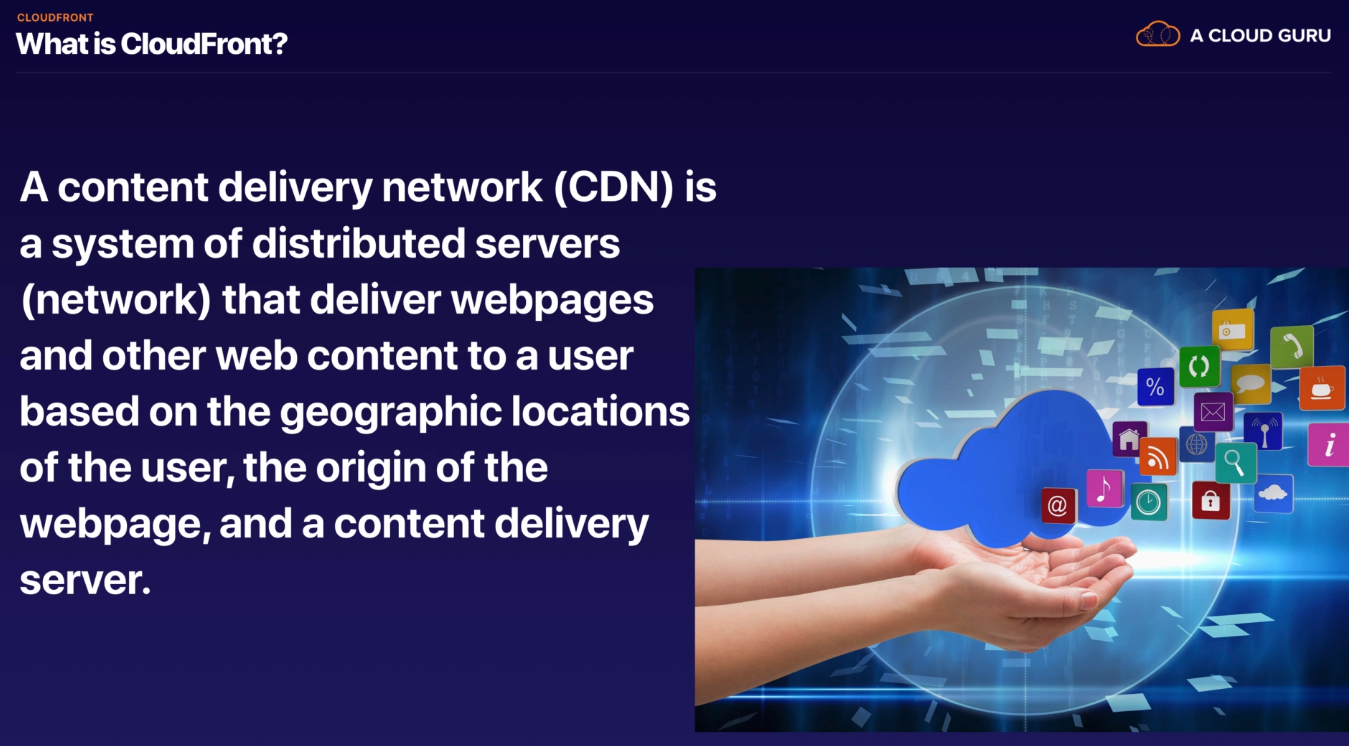 CLOUDFRONT
What is CloudFront?
A CLOUD GURU
A content delivery network (CDN) is
a system of distributed servers
(network) that deliver webpages
and other web content to a user
based on the geographic locations
of the user, the origin of the
webpage, and a content delivery
server.
%
@
i